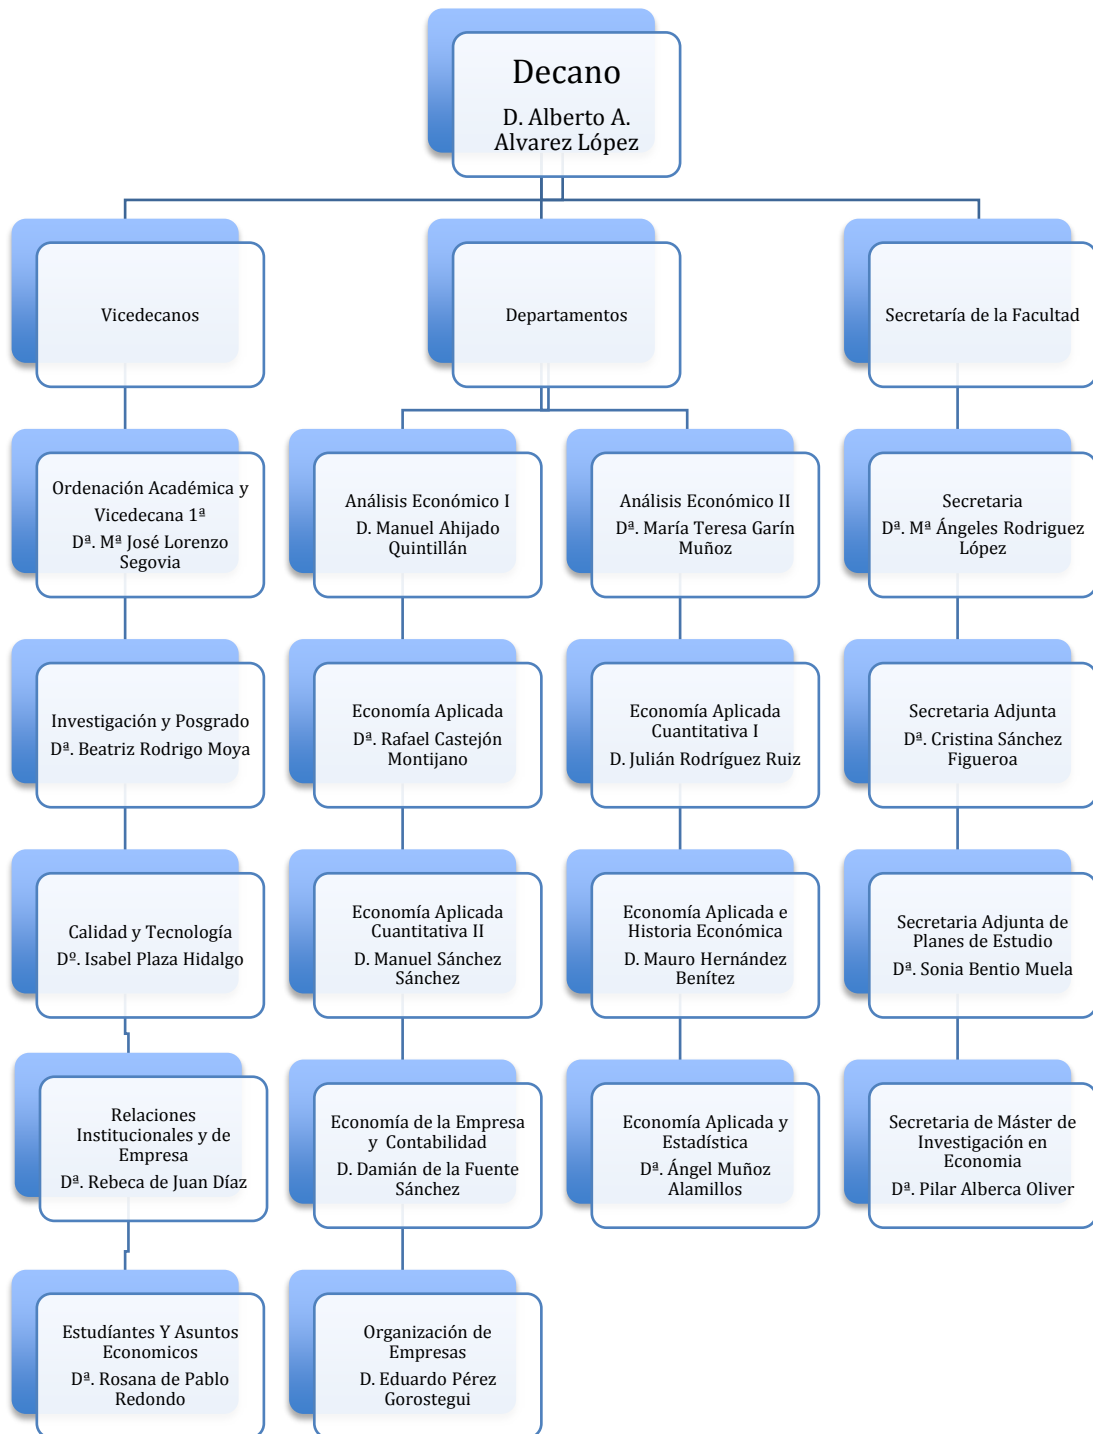 Decano
D. Alberto A.
Alvarez López
Vicedecanos
Departamentos
Secretaría de la Facultad
Ordenación Académica y
Vicedecana 1ª
Dª. Mª José Lorenzo
Segovia
Análisis Económico I
D. Manuel Ahijado
Quintillán
Análisis Económico II
Dª. María Teresa Garín
Muñoz
Secretaria
Dª. Mª Ángeles Rodriguez
López
Investigación y Posgrado
Dª. Beatriz Rodrigo Moya
Economía Aplicada
Dª. Rafael Castejón
Montijano
Economía Aplicada
Cuantitativa I
D. Julián Rodríguez Ruiz
Secretaria Adjunta
Dª. Cristina Sánchez
Figueroa
Calidad y Tecnología
Dº. Isabel Plaza Hidalgo
Economía Aplicada
Cuantitativa II
D. Manuel Sánchez
Sánchez
Economía Aplicada e
Historia Económica
D. Mauro Hernández
Benítez
Secretaria Adjunta de
Planes de Estudio
Dª. Sonia Bentio Muela
Relaciones
Institucionales y de
Empresa
Dª. Rebeca de Juan Díaz
Economía de la Empresa
y Contabilidad
D. Damián de la Fuente
Sánchez
Economía Aplicada y
Estadística
Dª. Ángel Muñoz
Alamillos
Secretaria de Máster de
Investigación en
Economia
Dª. Pilar Alberca Oliver
Estudíantes Y Asuntos
Economicos
Dª. Rosana de Pablo
Redondo
Organización de
Empresas
D. Eduardo Pérez
Gorostegui